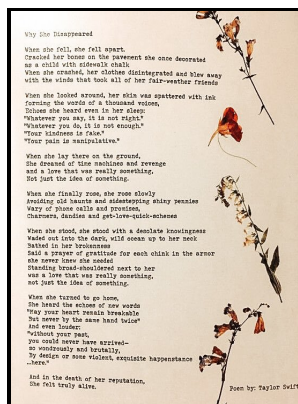 Why She Disappeared
When she fell, she fell apart.
Cracked her bones on the pavement she once decorated
as a child with sidewalk chalk
When she crashed, her clothes disintegrated and blew away
with the winds that took all of her fair-weather friends
When she looked around, her skin was spattered with ink
forming the words of a thousand voices,
Echoes she heard even in her sleep:
"Whatever you say, it is not right."
"Whatever you do, it is not enough."
"Your kindness is fake."
"Your pain is manipulative."
When she lay there on the ground,
She dreamed of time machines and revenge
and a love that was really something,
Not just the idea of something.
When she finally rose, she rose slowly
Avoiding old haunts and sidestepping shiny pennies
Wary of phone calls and promises,
Charmers, dandies and get-love-quick-schemes
When she stood, she stood with a desolate knowingness
Waded out into the dark, wild ocean up to her neck
Bathed in her brokenness
Said a prayer of gratitude for each chink in the armor
she never knew she needed
Standing broad-shouldered next to her
was a love that was really something,
not just the idea of something.
When she turned to go home,
She heard the echoes of new words
"May your heart remain breakable
But never by the same hand twice"
And even louder:
"without your past,
you could never have arrived-
so wondrously and brutally,
By design or some violent, exquisite happenstance
...here."
And in the death of her reputation,
She felt truly alive.
Poem by: Taylor Swift